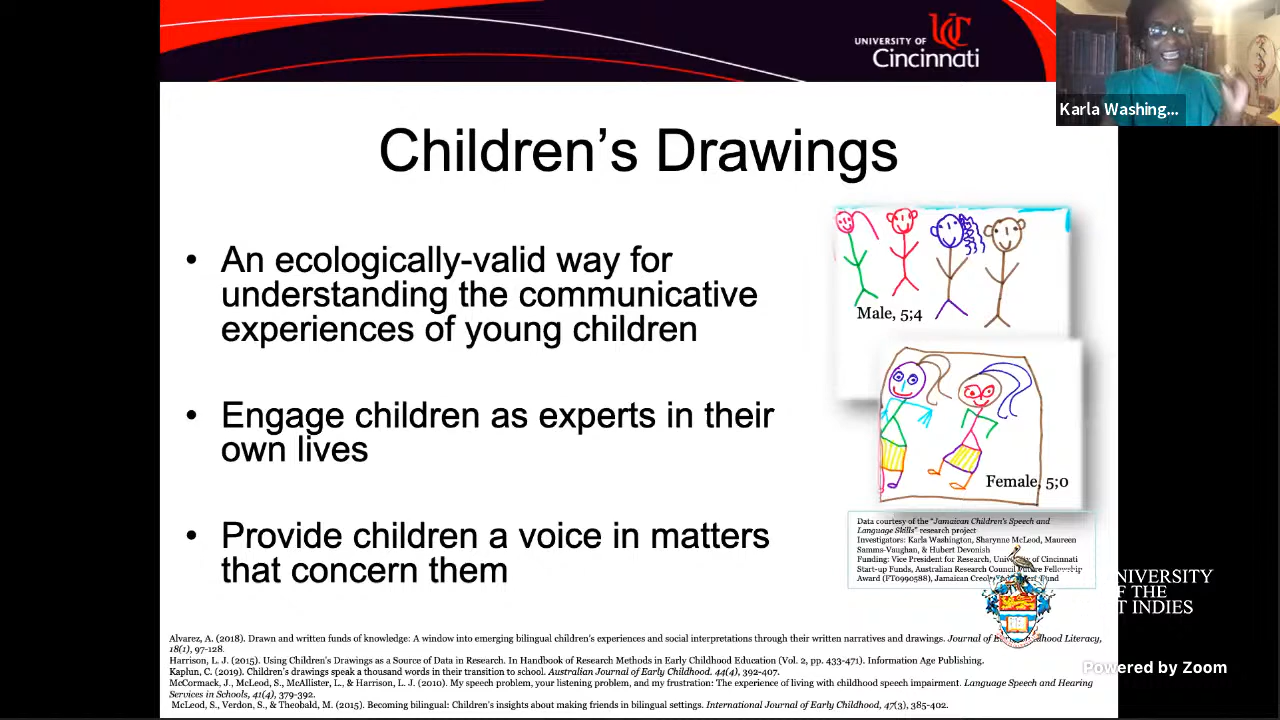 UNIVERSITY OF
Cincinnati
UC
Karla Washing...
Children's Drawings
• An ecologically-valid way for
understanding the communicative
experiences of young children
• Engage children as experts in their
own lives
• Provide children a voice in matters
that concern them
Male, 5;4
Female, 5;0
Data courtesy of the "Jamaican Children's Speech and
Language Skills" research project
Investigators: Karla Washington, Sharynne McLeod, Maureen
Samms-Vaughan, & Hubert Devonish
Funding: Vice President for Research, University of Cincinnati
Start-up Funds, Australian Research Council Future Fellowship
Award (FT0990588), Jamaican Creole Fund
NIVERSITY
OF THE
T INDIES
Alvarez, A. (2018). Drawn and written funds of knowledge: A window into emerging bilingual children's experiences and social interpretations through their written narratives and drawings. Journal of Early Childhood Literacy,
18(1), 97-128.
Harrison, L. J. (2015). Using Children's Drawings as a Source of Data in Research. In Handbook of Research Methods in Early Childhood Education (Vol. 2, pp. 433-471). Information Age Publishing.
Kaplun, C. (2019). Children's drawings speak a thousand words in their transition to school. Australian Journal of Early Childhood. 44(4), 392-407.
McCormack, J., McLeod, S., McAllister, L., & Harrison, L. J. (2010). My speech problem, your listening problem, and my frustration: The experience of living with childhood speech impairment. Language Speech and Hearing
Services in Schools, 41(4), 379-392.
McLeod, S., Verdon, S., & Theobald, M. (2015). Becoming bilingual: Children's insights about making friends in bilingual settings. International Journal of Early Childhood, 47(3), 385-402.
Powered by Zoom